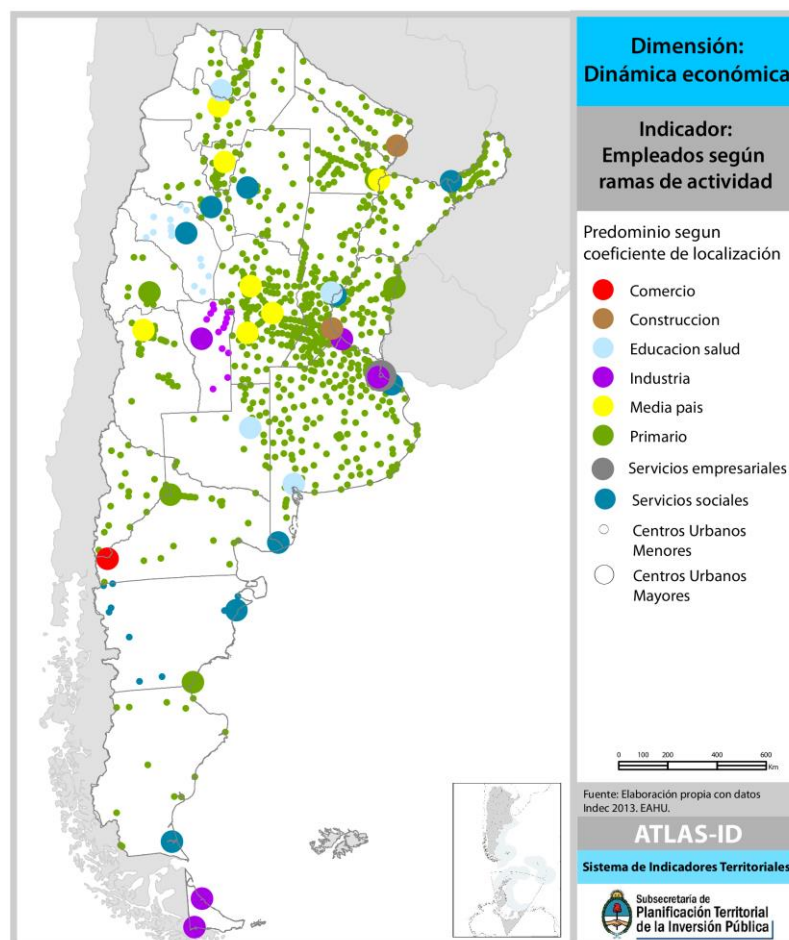 Dimensión:
Dinámica económica
Indicador:
Empleados según
ramas de actividad
Predominio segun
coeficiente de localización
Comercio
Construccion
Educacion salud
Industria
Media pais
Primario
Servicios empresariales
Servicios sociales
Centros Urbanos
Menores
Centros Urbanos
Mayores
0 100 200 400 600
Km
Fuente: Elaboración propia con datos
Indec 2013. EAHU.
ATLAS-ID
Sistema de Indicadores Territoriales
Subsecretaría de
Planificación Territorial
de la Inversión Pública